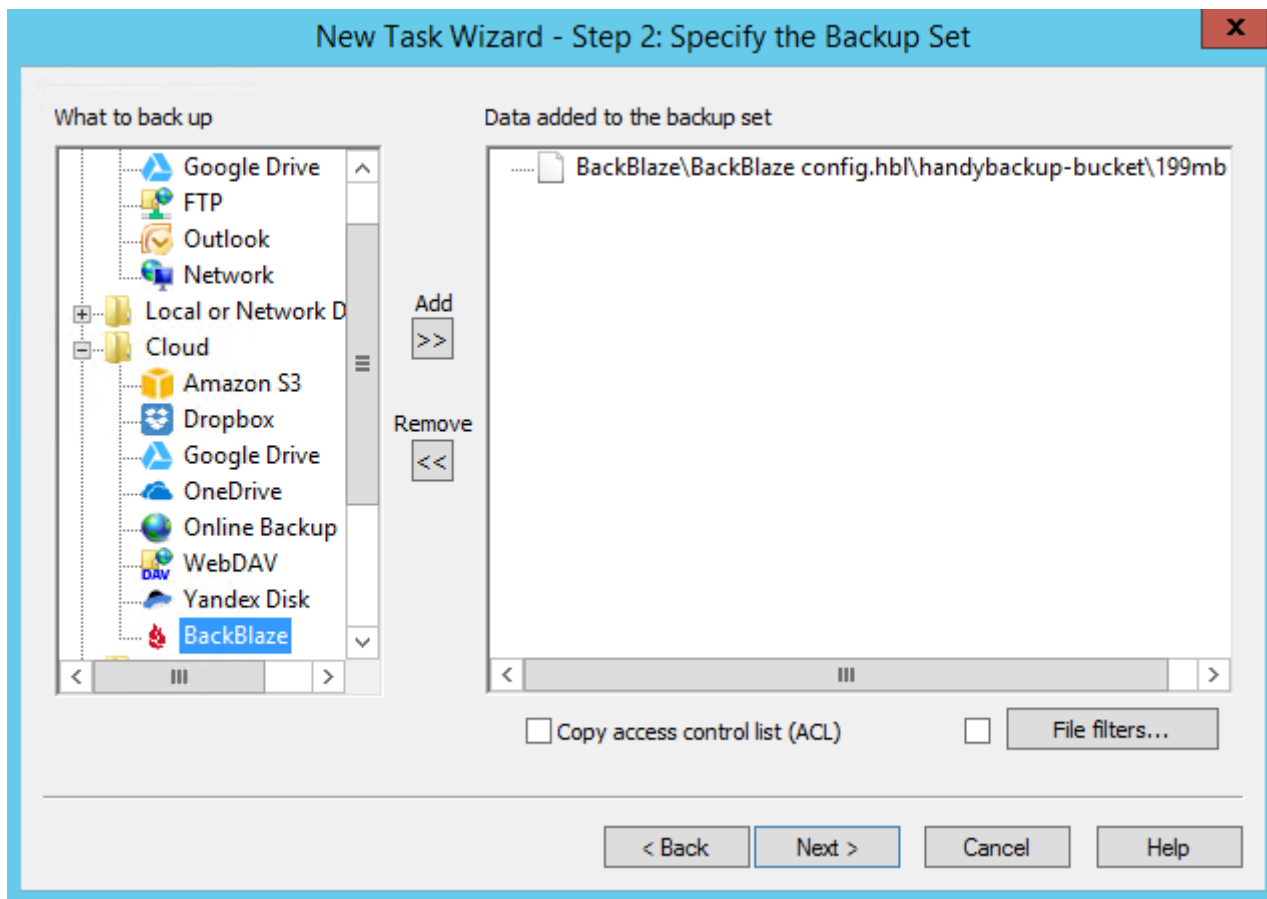 New Task Wizard - Step 2: Specify the Backup Set
x
What to back up
Data added to the backup set
Google Drive
FTP
Outlook
Network
Local or Network D
Cloud
Amazon S3
Dropbox
Google Drive
OneDrive
Online Backup
DAV
WebDAV
Yandex Disk
BackBlaze
Add
>>
Remove
<<
BackBlaze\BackBlaze config.hbl\handybackup-bucket\199mb
Copy access control list (ACL)
File filters...
< Back
Next >
Cancel
Help